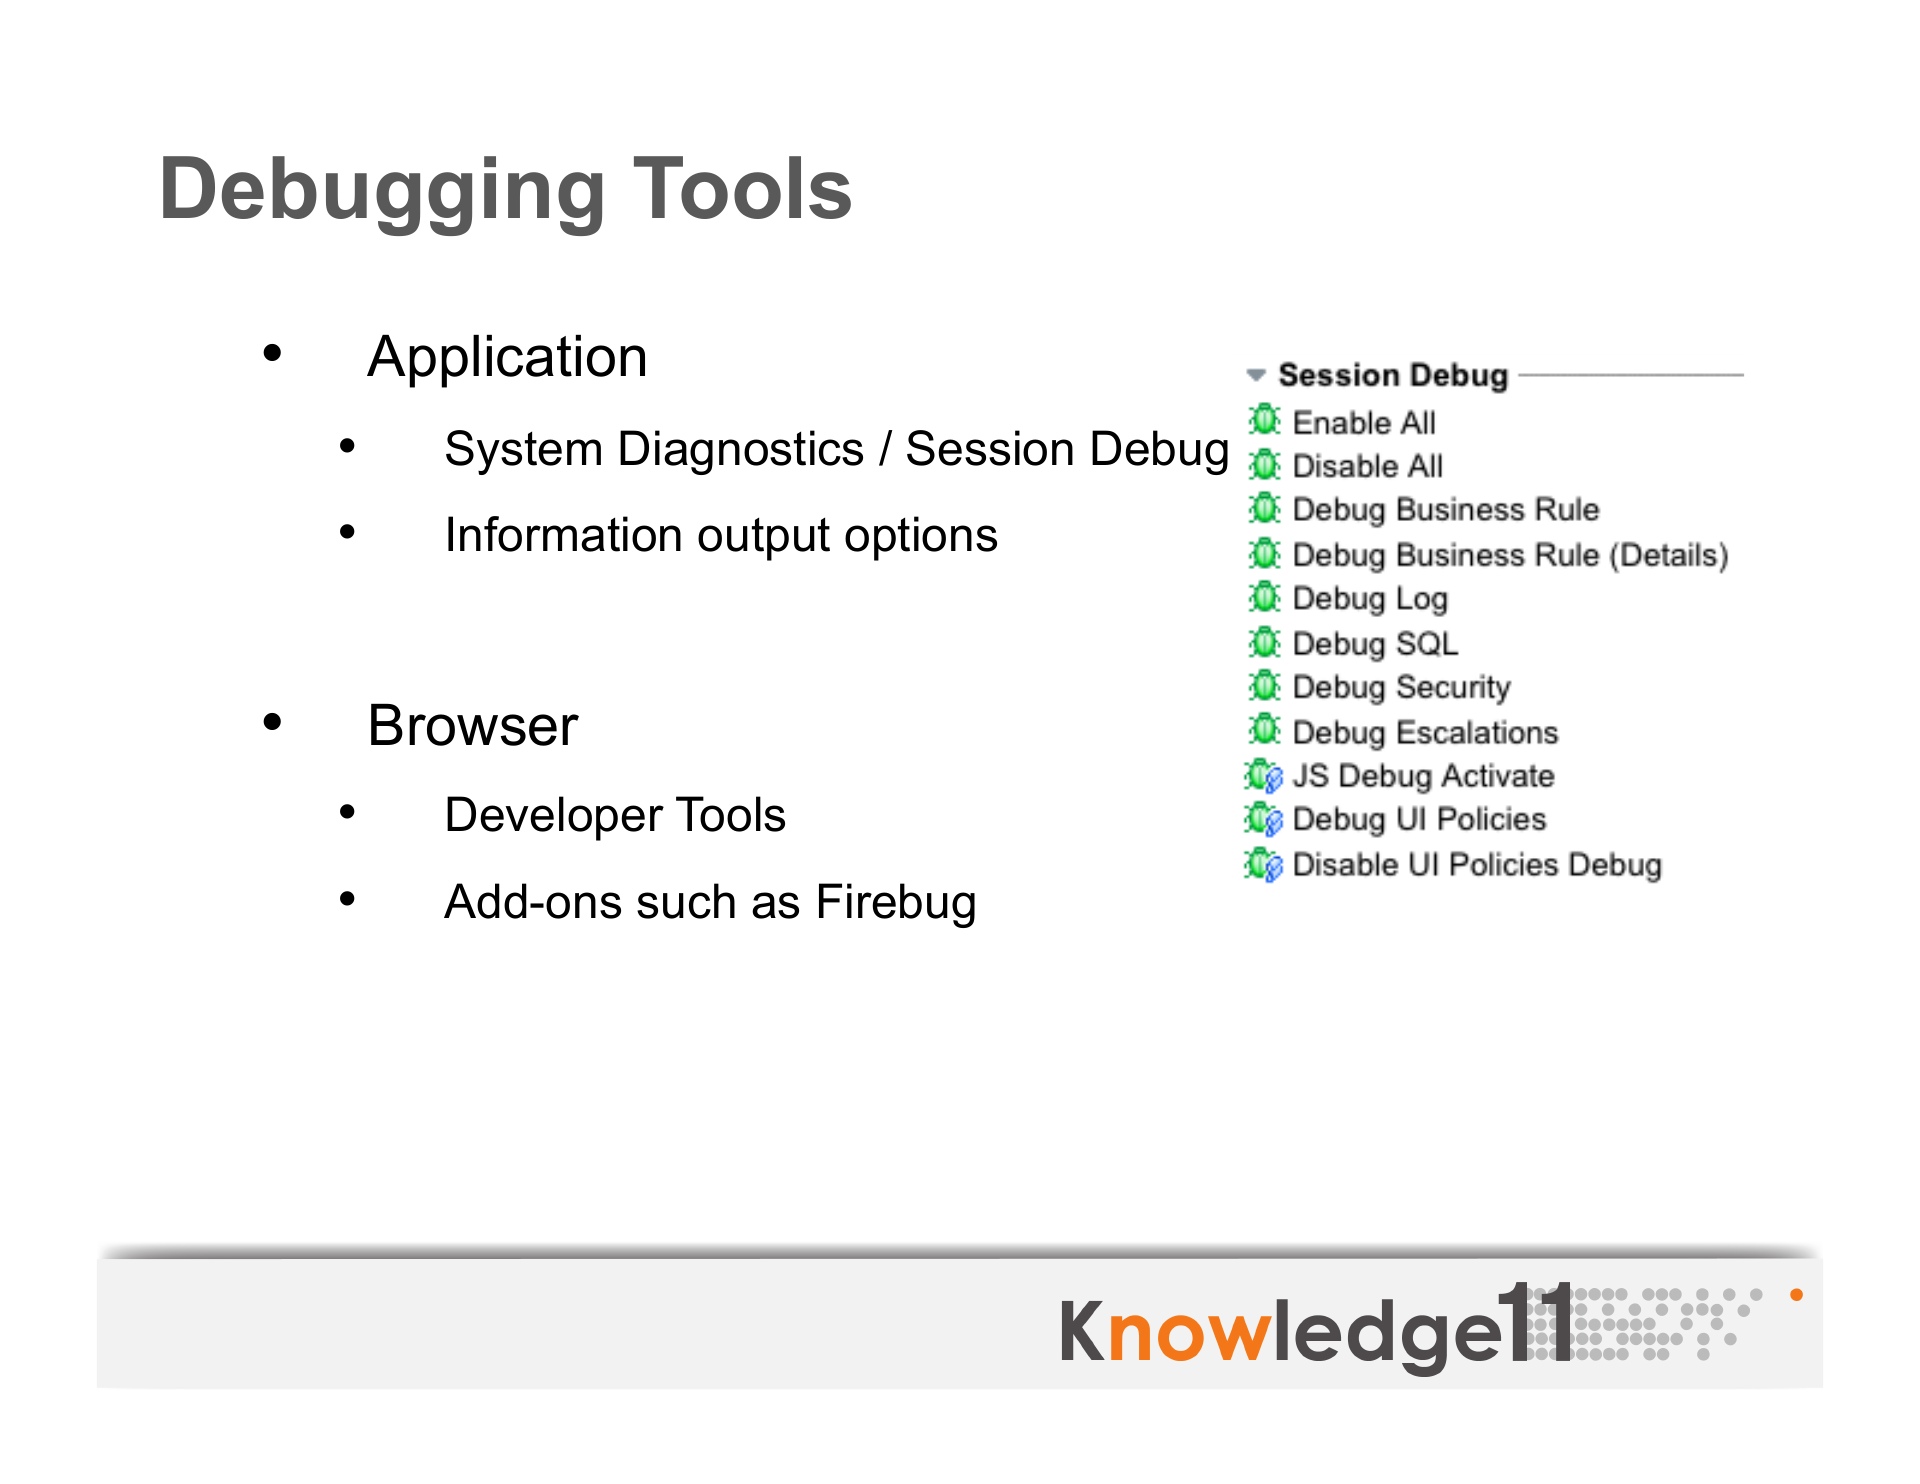 Debugging Tools
• Application
• System Diagnostics / Session Debug
• Information output options
• Browser
• Developer Tools
• Add-ons such as Firebug
Session Debug
Enable All
Disable All
Debug Business Rule
Debug Business Rule (Details)
Debug Log
Debug SQL
Debug Security
Debug Escalations
JS Debug Activate
Debug UI Policies
Disable UI Policies Debug
Knowledge11